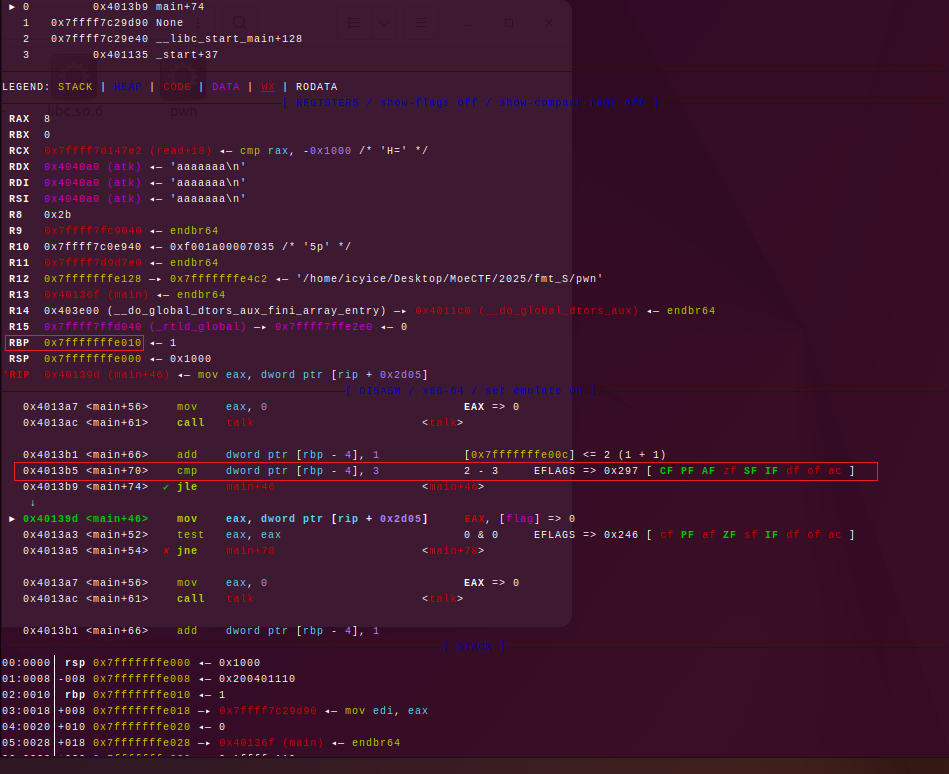 ► 0 0x4013b9 main+74
1 0x7ffff7c29d90 None
2 0x7ffff7c29e40 __libc_start_main+128
3 0x401135 _start+37
LEGEND: STACK | HEAP | CODE | DATA | WX | RODATA
[ REGISTERS / show-flags off / show-compact-regs off ]
libc.so.6 pwn
RAX 8
RBX 0
RCX 0x7ffff7d147e2 (read+18) ◂— cmp rax, -0x1000 /* 'H=' */
RDX 0x4040a0 (atk) ◂— 'aaaaaaa\n'
RDI 0x4040a0 (atk) ◂— 'aaaaaaa\n'
RSI 0x4040a0 (atk) ◂— 'aaaaaaa\n'
R8 0x2b
R9 0x7ffff7fc9040 ◂— endbr64
R10 0x7ffff7c0e940 ◂— 0xf001a00007035 /* '5p' */
R11 0x7ffff7d0d7e0 ◂— endbr64
R12 0x7fffffffe128 —▸ 0x7fffffffe4c2 ◂— '/home/icyice/Desktop/MoeCTF/2025/fmt_S/pwn'
R13 0x40136f (main) ◂— endbr64
R14 0x403e00 (__do_global_dtors_aux_fini_array_entry) —▸ 0x4011c0 (__do_global_dtors_aux) ◂— endbr64
R15 0x7ffff7ffd040 (_rtld_global) —▸ 0x7ffff7ffe2e0 ◂— 0
RBP 0x7fffffffe010 ◂— 1
RSP 0x7fffffffe000 ◂— 0x1000
*RIP 0x40139d (main+46) ◂— mov eax, dword ptr [rip + 0x2d05]
[ DISASM / x86-64 / set emulate on ]
0x4013a7 <main+56> mov eax, 0 EAX => 0
0x4013ac <main+61> call talk <talk>
0x4013b1 <main+66> add dword ptr [rbp - 4], 1 [0x7fffffffe00c] <= 2 (1 + 1)
0x4013b5 <main+70> cmp dword ptr [rbp - 4], 3 2 - 3 EFLAGS => 0x297 [ CF PF AF zf SF IF df of ac ]
0x4013b9 <main+74> ✔ jle main+46 <main+46>
↓
► 0x40139d <main+46> mov eax, dword ptr [rip + 0x2d05] EAX, [flag] => 0
0x4013a3 <main+52> test eax, eax 0 & 0 EFLAGS => 0x246 [ cf PF af ZF sf IF df of ac ]
0x4013a5 <main+54> ✘ jne main+78 <main+78>
0x4013a7 <main+56> mov eax, 0 EAX => 0
0x4013ac <main+61> call talk <talk>
0x4013b1 <main+66> add dword ptr [rbp - 4], 1
[ STACK ]
00:0000│ rsp 0x7fffffffe000 ◂— 0x1000
01:0008│-008 0x7fffffffe008 ◂— 0x200401110
02:0010│ rbp 0x7fffffffe010 ◂— 1
03:0018│+008 0x7fffffffe018 —▸ 0x7ffff7c29d90 ◂— mov edi, eax
04:0020│+010 0x7fffffffe020 ◂— 0
05:0028│+018 0x7fffffffe028 —▸ 0x40136f (main) ◂— endbr64